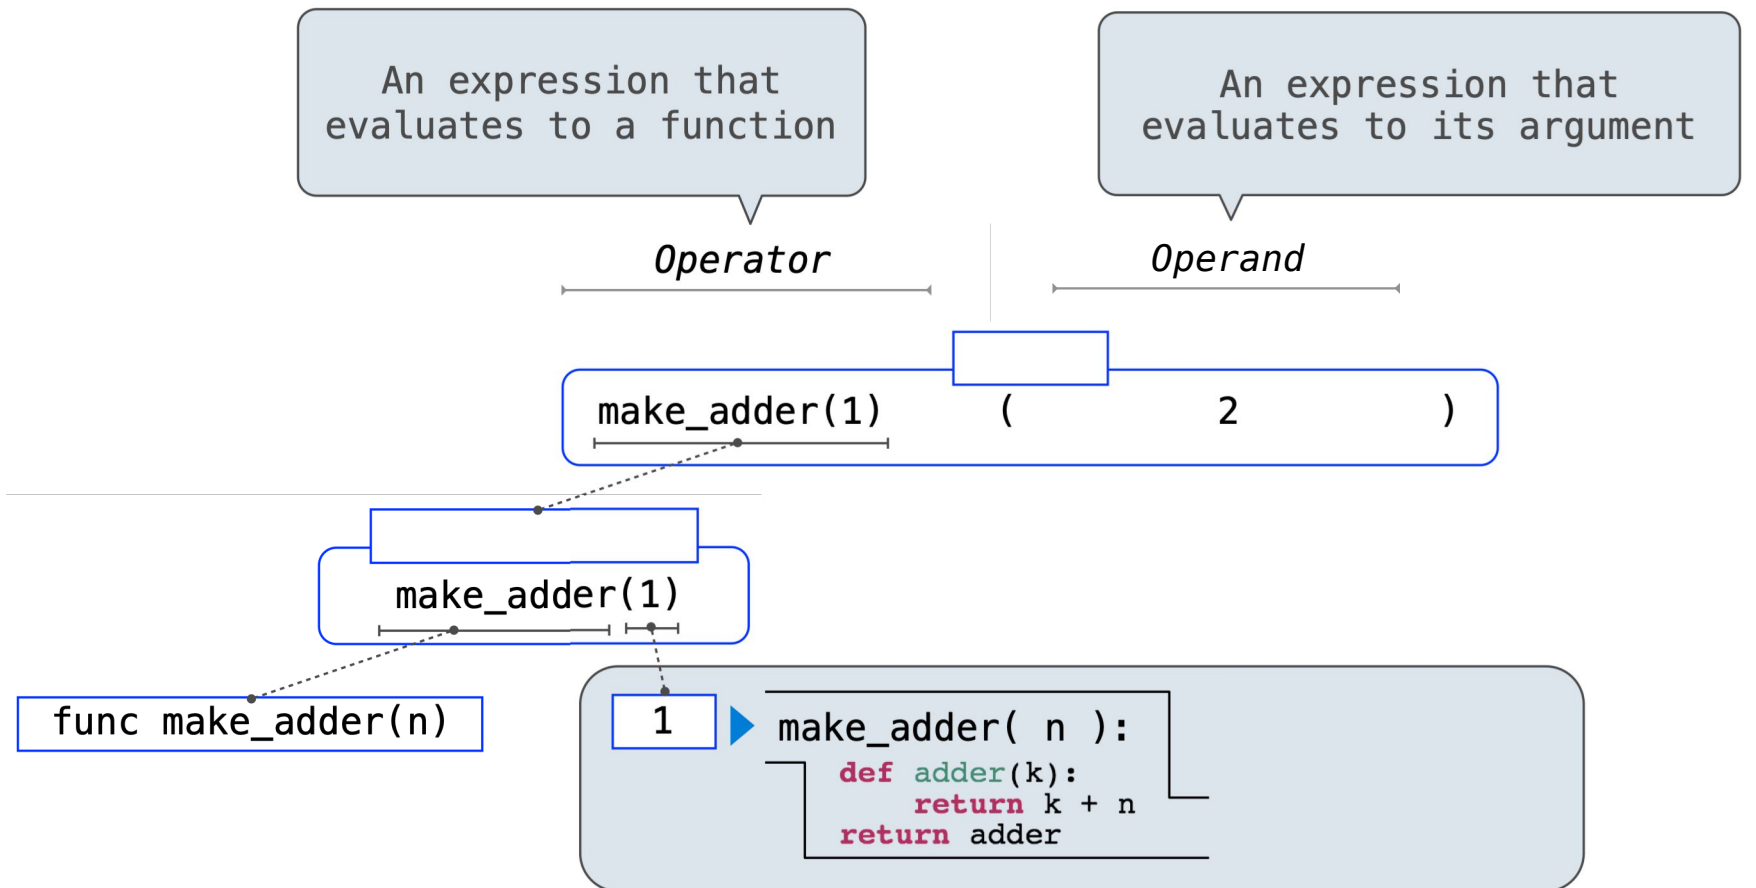 An expression that
evaluates to a function
An expression that
evaluates to its argument
Operator
Operand
make_adder(1) ( 2 )
make_adder(1)
func make_adder(n)
1
make_adder( n ):
def adder(k):
return k + n
return adder